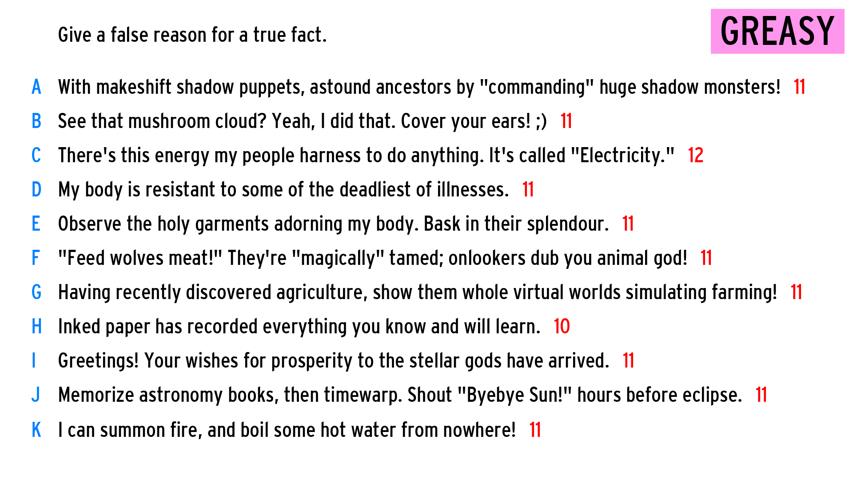 Give a false reason for a true fact.
GREASY
A With makeshift shadow puppets, astound ancestors by "commanding" huge shadow monsters! 11
B See that mushroom cloud? Yeah, I did that. Cover your ears! ;) 11
C There's this energy my people harness to do anything. It's called "Electricity." 12
D My body is resistant to some of the deadliest of illnesses. 11
E Observe the holy garments adorning my body. Bask in their splendour. 11
F "Feed wolves meat!" They're "magically" tamed; onlookers dub you animal god! 11
G Having recently discovered agriculture, show them whole virtual worlds simulating farming! 11
H Inked paper has recorded everything you know and will learn. 10
I Greetings! Your wishes for prosperity to the stellar gods have arrived. 11
J Memorize astronomy books, then timewarp. Shout "Byebye Sun!" hours before eclipse. 11
K I can summon fire, and boil some hot water from nowhere! 11